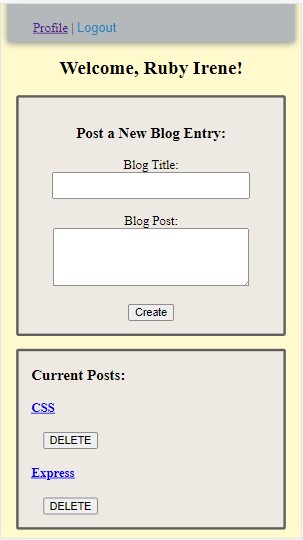 Profile | Logout
Welcome, Ruby Irene!
Post a New Blog Entry:
Blog Title:
Blog Post:
Create
Current Posts:
CSS
DELETE
Express
DELETE